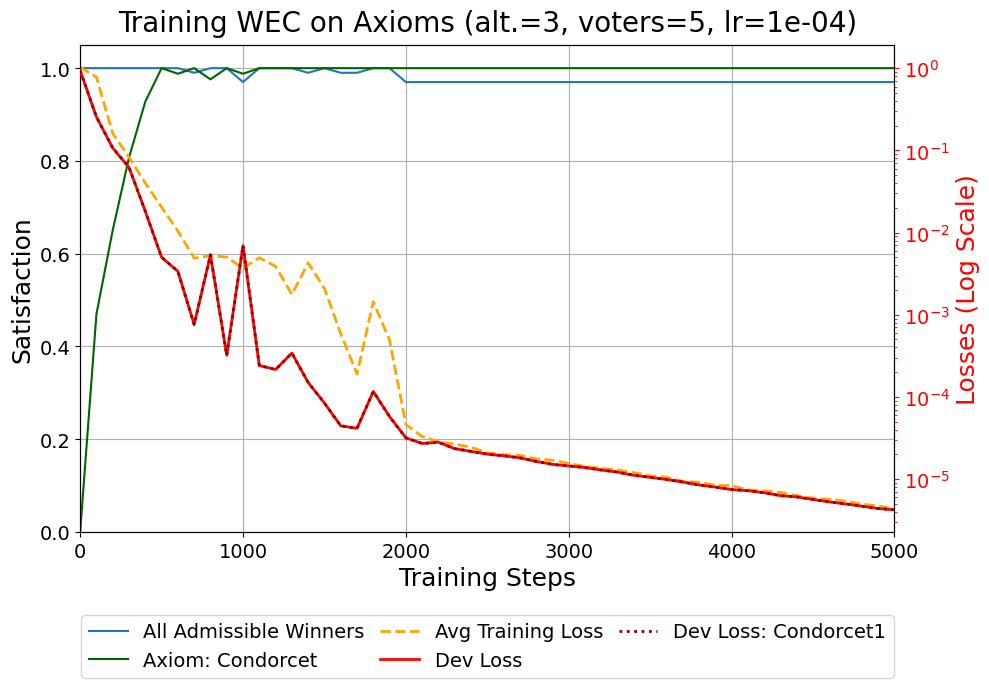 Training WEC on Axioms (alt.=3, voters=5, lr=1e-04)
Satisfaction
1.0
0.8
0.6
0.4
0.2
0.0
0 1000 2000 3000 4000 5000
Training Steps
10⁰
10⁻¹
10⁻²
10⁻³
10⁻⁴
10⁻⁵
Losses (Log Scale)
All Admissible Winners
Axiom: Condorcet
Avg Training Loss
Dev Loss
Dev Loss: Condorcet1